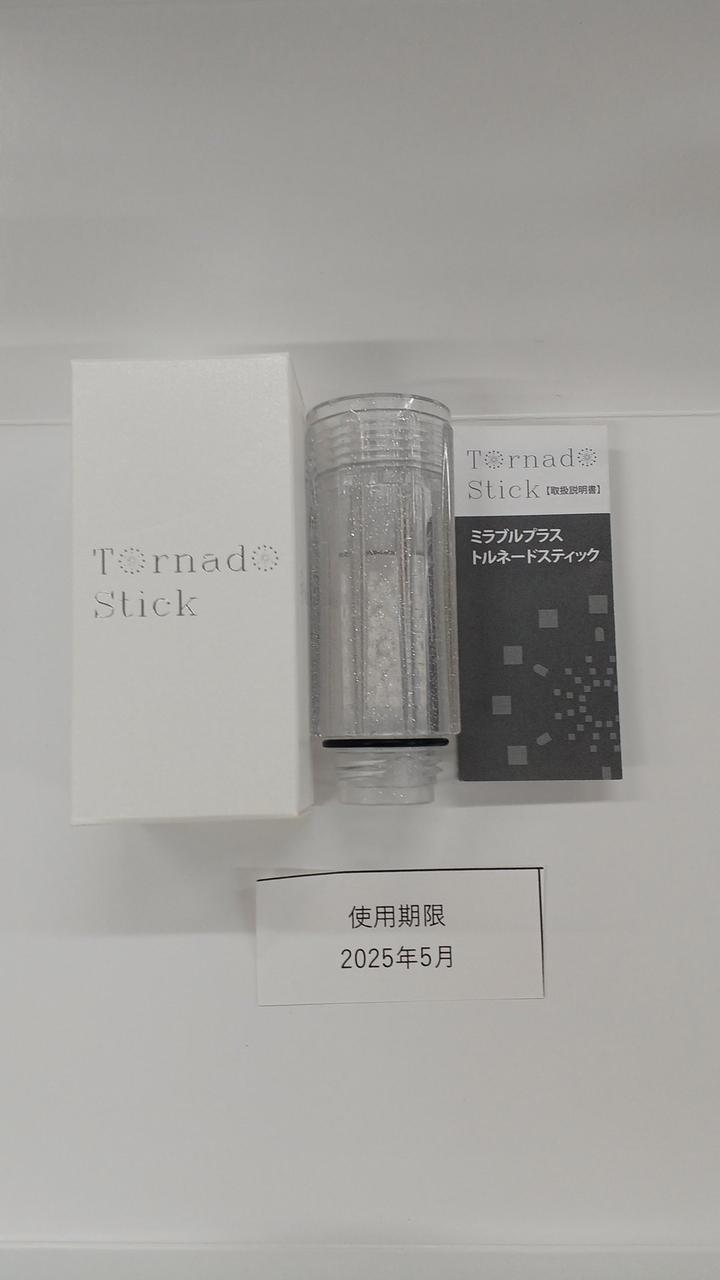 Tornado
Stick
Tornado
Stick【取扱説明書】
ミラブルプラス
トルネードスティック
使用期限
2025年5月